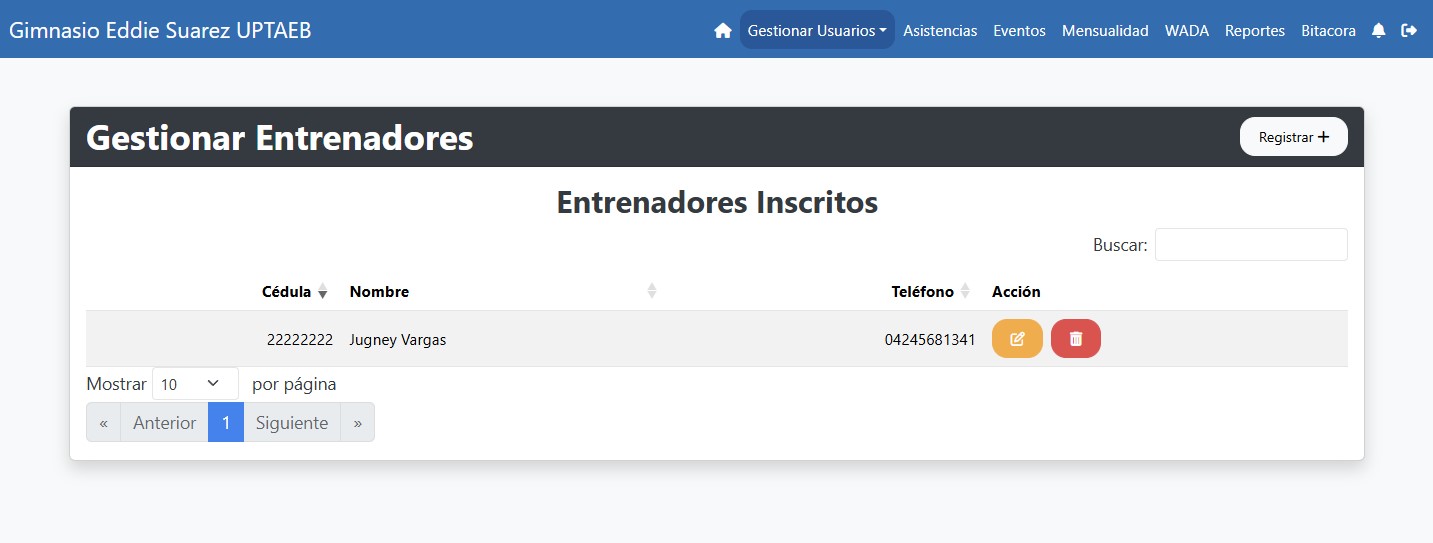 Gimnasio Eddie Suarez UPTAEB Gestionar Usuarios Asistencias Eventos Mensualidad WADA Reportes Bitacora
Gestionar Entrenadores Registrar +
Entrenadores Inscritos
Buscar:
Cédula Nombre Teléfono Acción
22222222 Jugney Vargas 04245681341
Mostrar 10 por página
« Anterior 1 Siguiente »